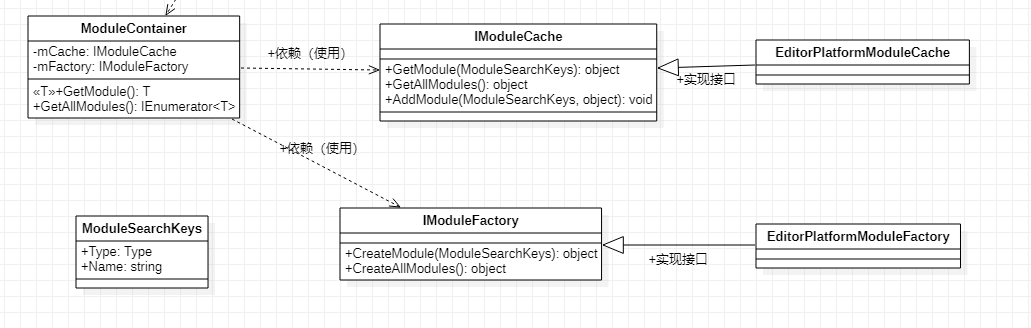 ModuleContainer
-mCache: IModuleCache
-mFactory: IModuleFactory
«T»+GetModule(): T
+GetAllModules(): IEnumerator<T>
+依赖（使用）
IModuleCache
+GetModule(ModuleSearchKeys): object
+GetAllModules(): object
+AddModule(ModuleSearchKeys, object): void
+实现接口
EditorPlatformModuleCache
+依赖（使用）
ModuleSearchKeys
+Type: Type
+Name: string
IModuleFactory
+CreateModule(ModuleSearchKeys): object
+CreateAllModules(): object
+实现接口
EditorPlatformModuleFactory